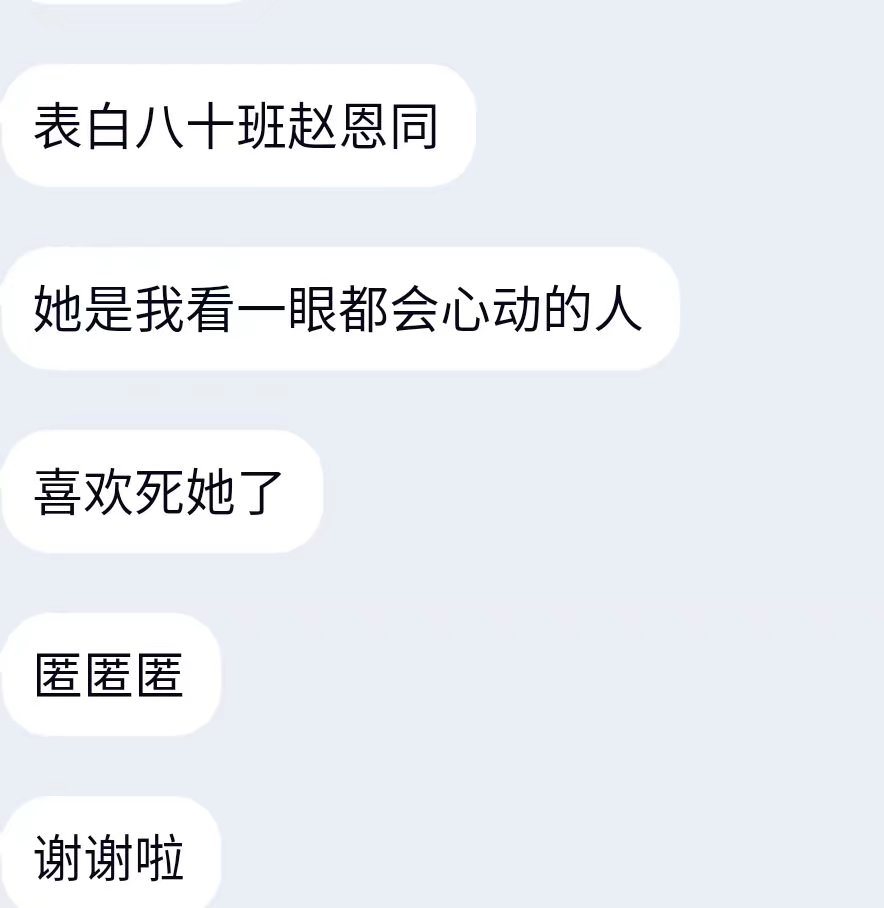 表白八十班赵恩同
她是我看一眼都会心动的人
喜欢死她了
匿匿匿
谢谢啦